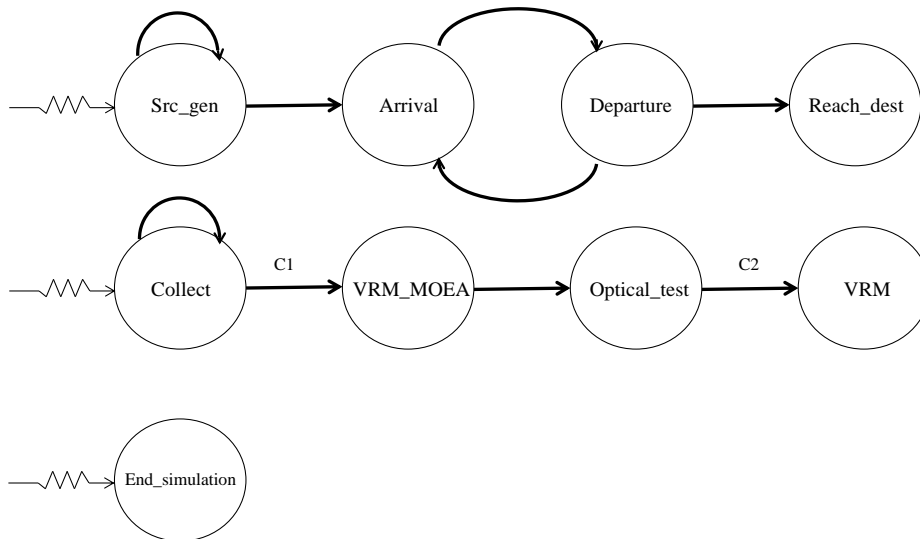 Src_gen
Arrival
Departure
Reach_dest
C1
C2
Collect
VRM_MOEA
Optical_test
VRM
End_simulation